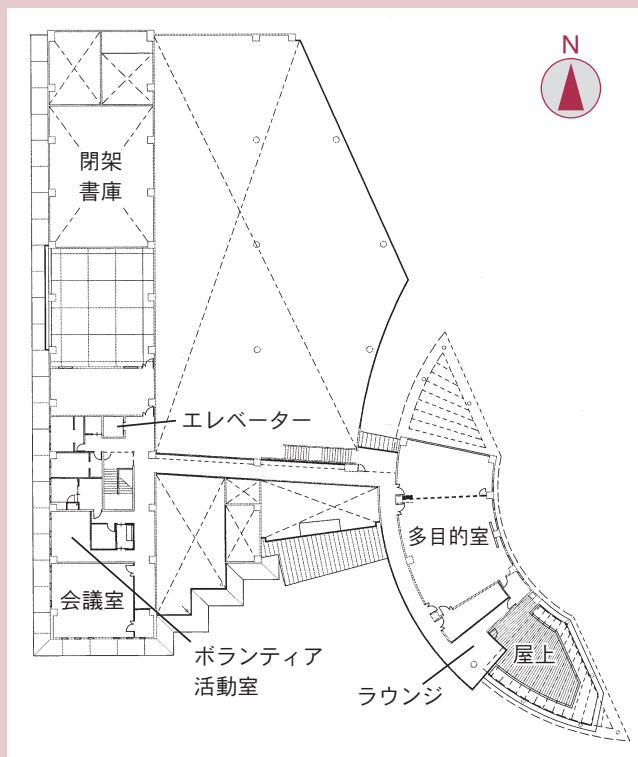 N
閉架
書庫
エレベーター
多目的室
会議室
屋上
ボランティア
活動室
ラウンジ